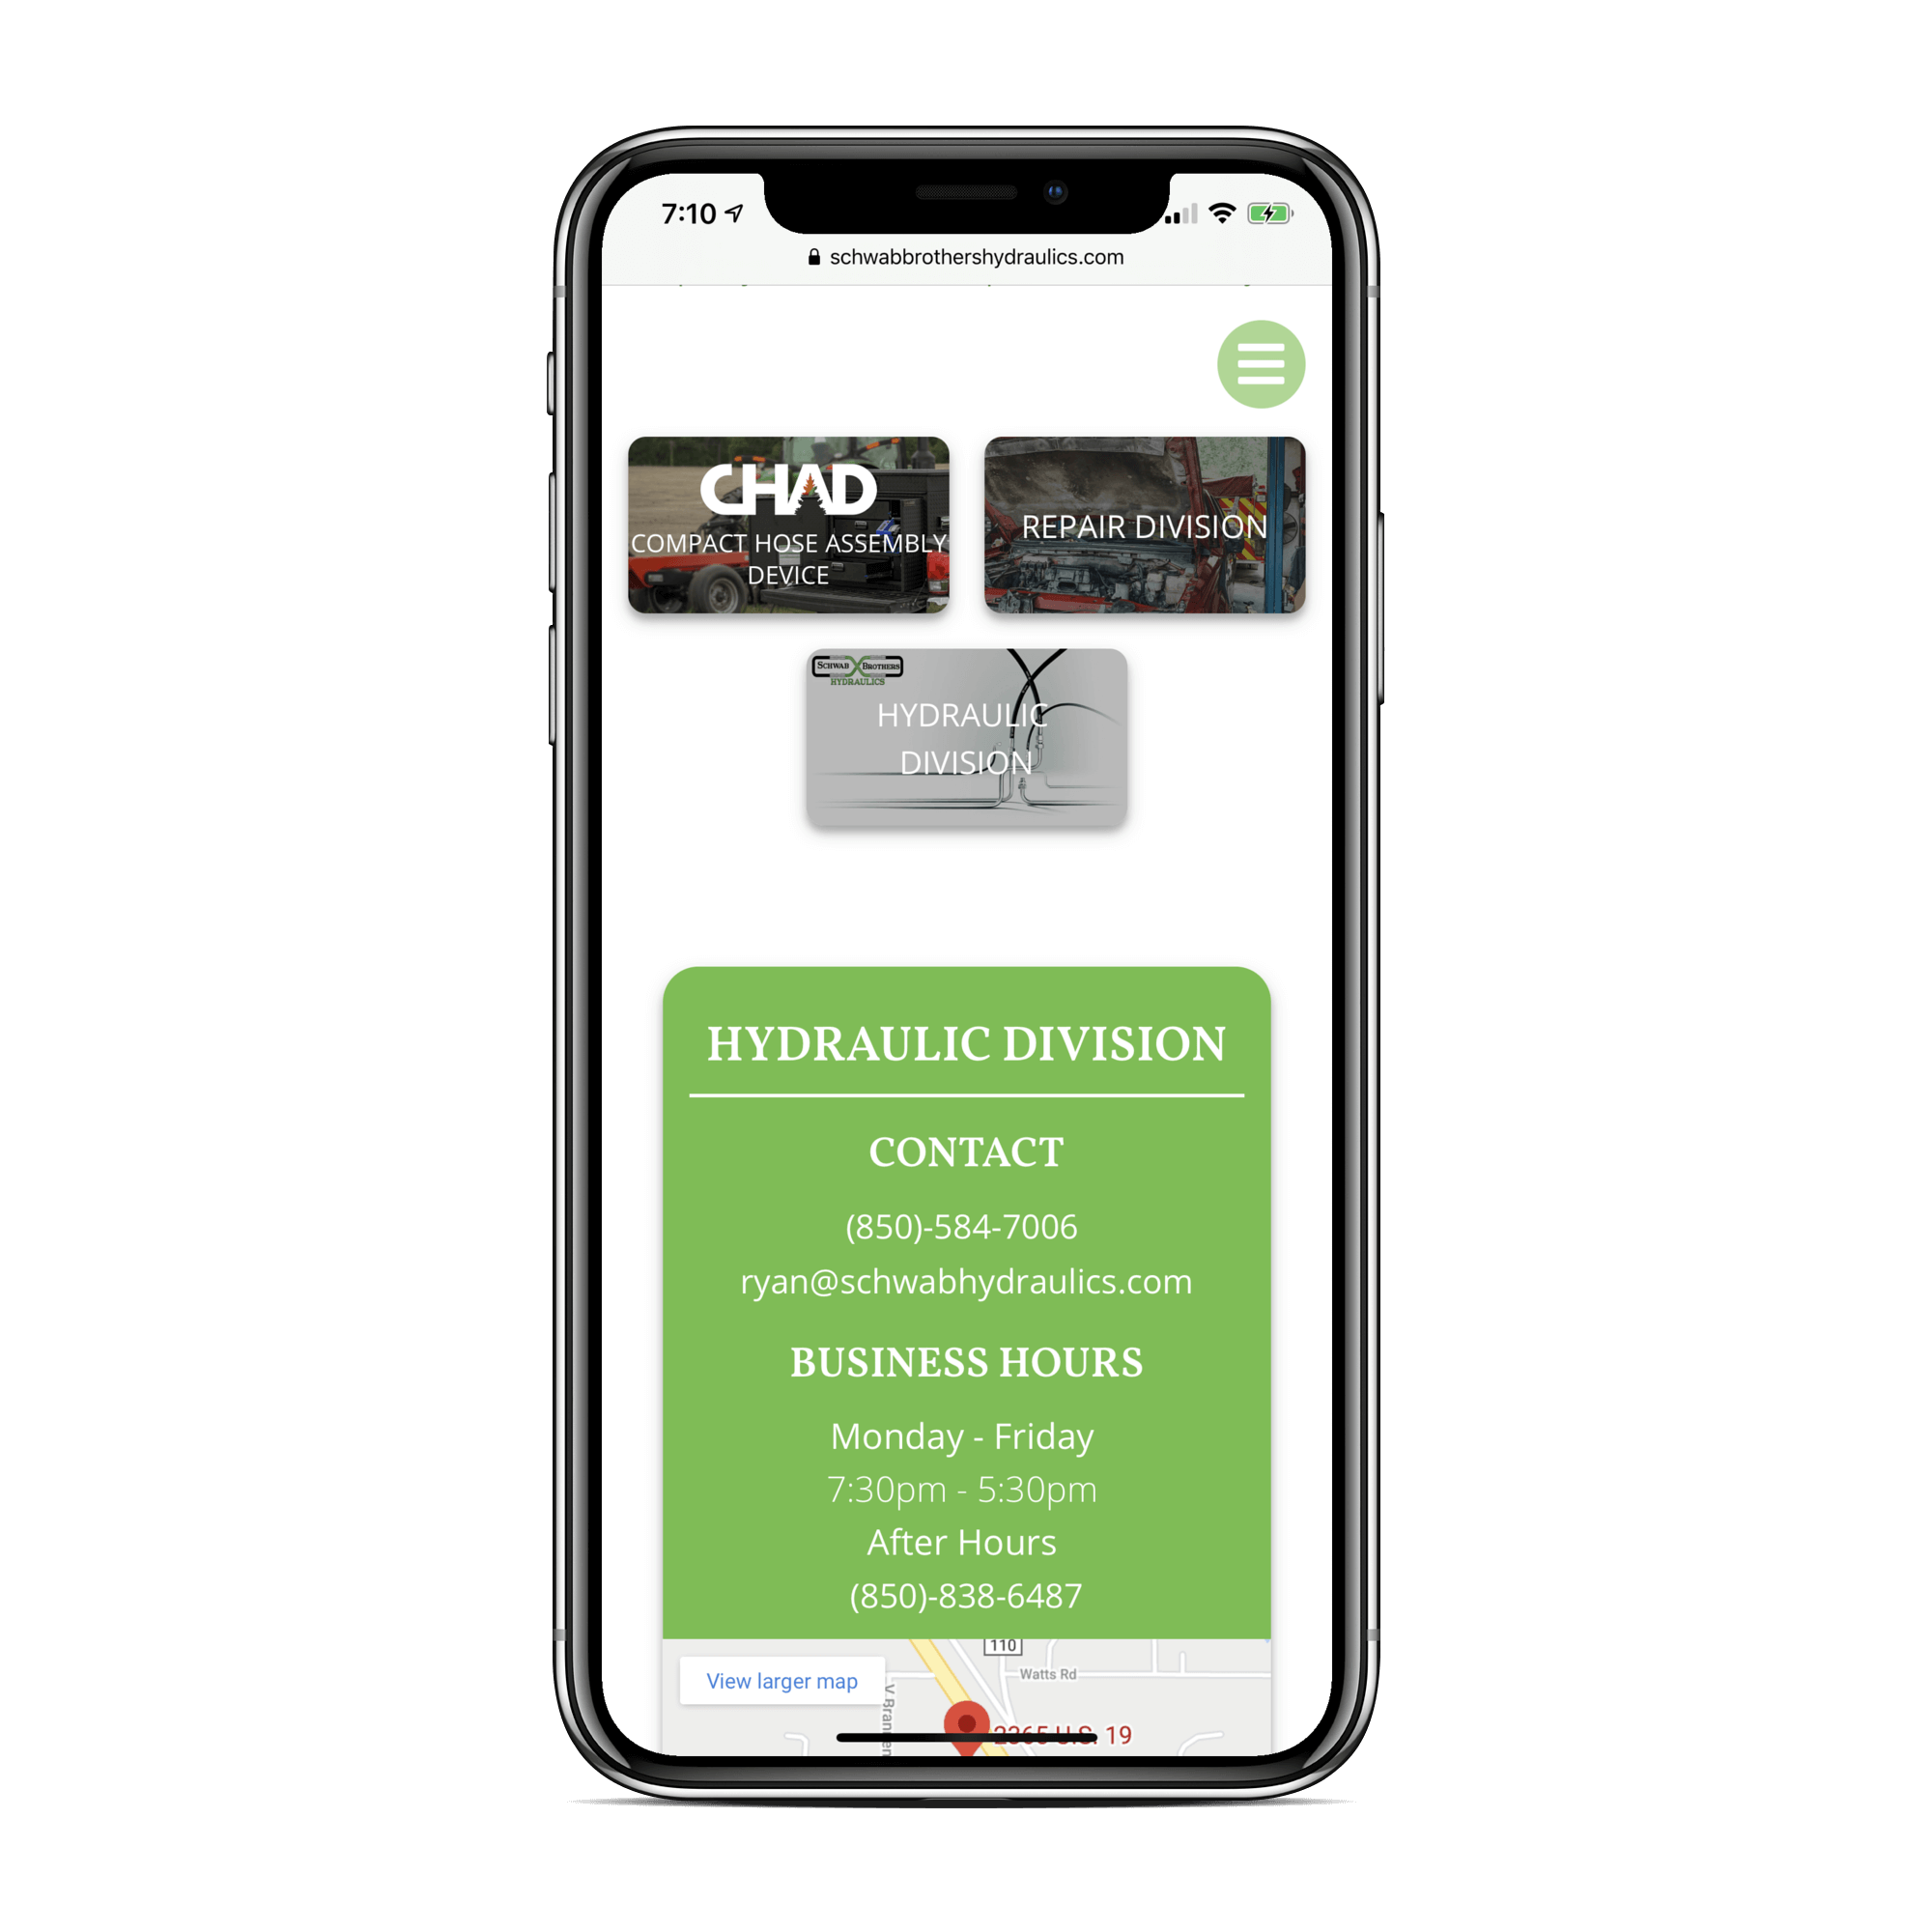 7:10
schwabbrothershydraulics.com
CHAD
COMPACT HOSE ASSEMBLY
DEVICE
REPAIR DIVISION
SCHWAB BROTHERS
HYDRAULICS
HYDRAULIC
DIVISION
HYDRAULIC DIVISION
CONTACT
(850)-584-7006
ryan@schwabhydraulics.com
BUSINESS HOURS
Monday - Friday
7:30pm - 5:30pm
After Hours
(850)-838-6487
110
Watts Rd
View larger map
2365 U.S. 19